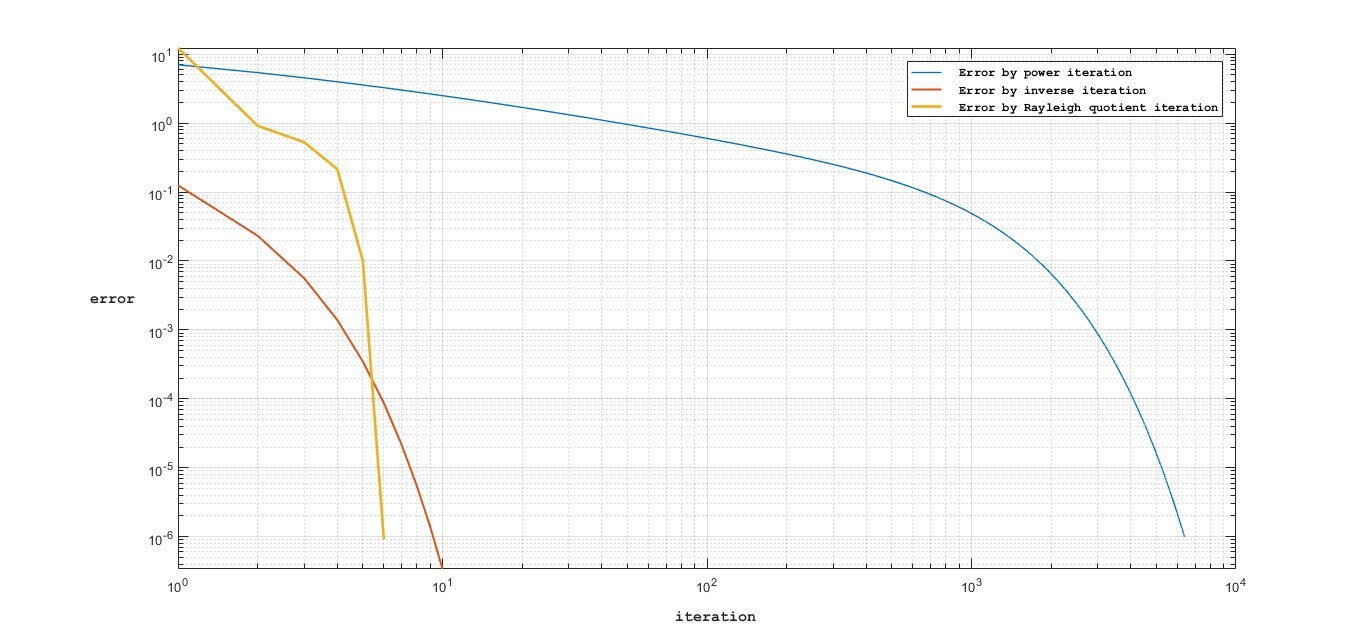 10^1
10^0
10^-1
10^-2
10^-3
10^-4
10^-5
10^-6
error
Error by power iteration
Error by inverse iteration
Error by Rayleigh quotient iteration
10^0 10^1 10^2 10^3 10^4
iteration